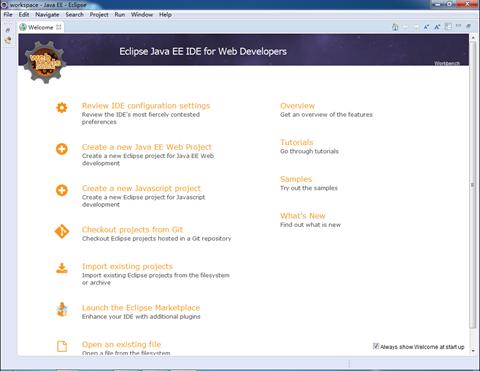 workspace - Java EE - Eclipse
File Edit Navigate Search Project Run Window Help
Welcome
Eclipse Java EE IDE for Web Developers
Workbench
Review IDE configuration settings
Review the IDE's most fiercely contested
preferences
Create a new Java EE Web Project
Create a new Eclipse project for Java EE Web
development
Create a new Javascript project
Create a new Eclipse project for Javascript
development
Checkout projects from Git
Checkout Eclipse projects hosted in a Git repository
Import existing projects
Import existing Eclipse projects from the filesystem
or archive
Launch the Eclipse Marketplace
Enhance your IDE with additional plugins
Open an existing file
Open a file from the filesystem
Overview
Get an overview of the features
Tutorials
Go through tutorials
Samples
Try out the samples
What's New
Find out what is new
Always show Welcome at start up